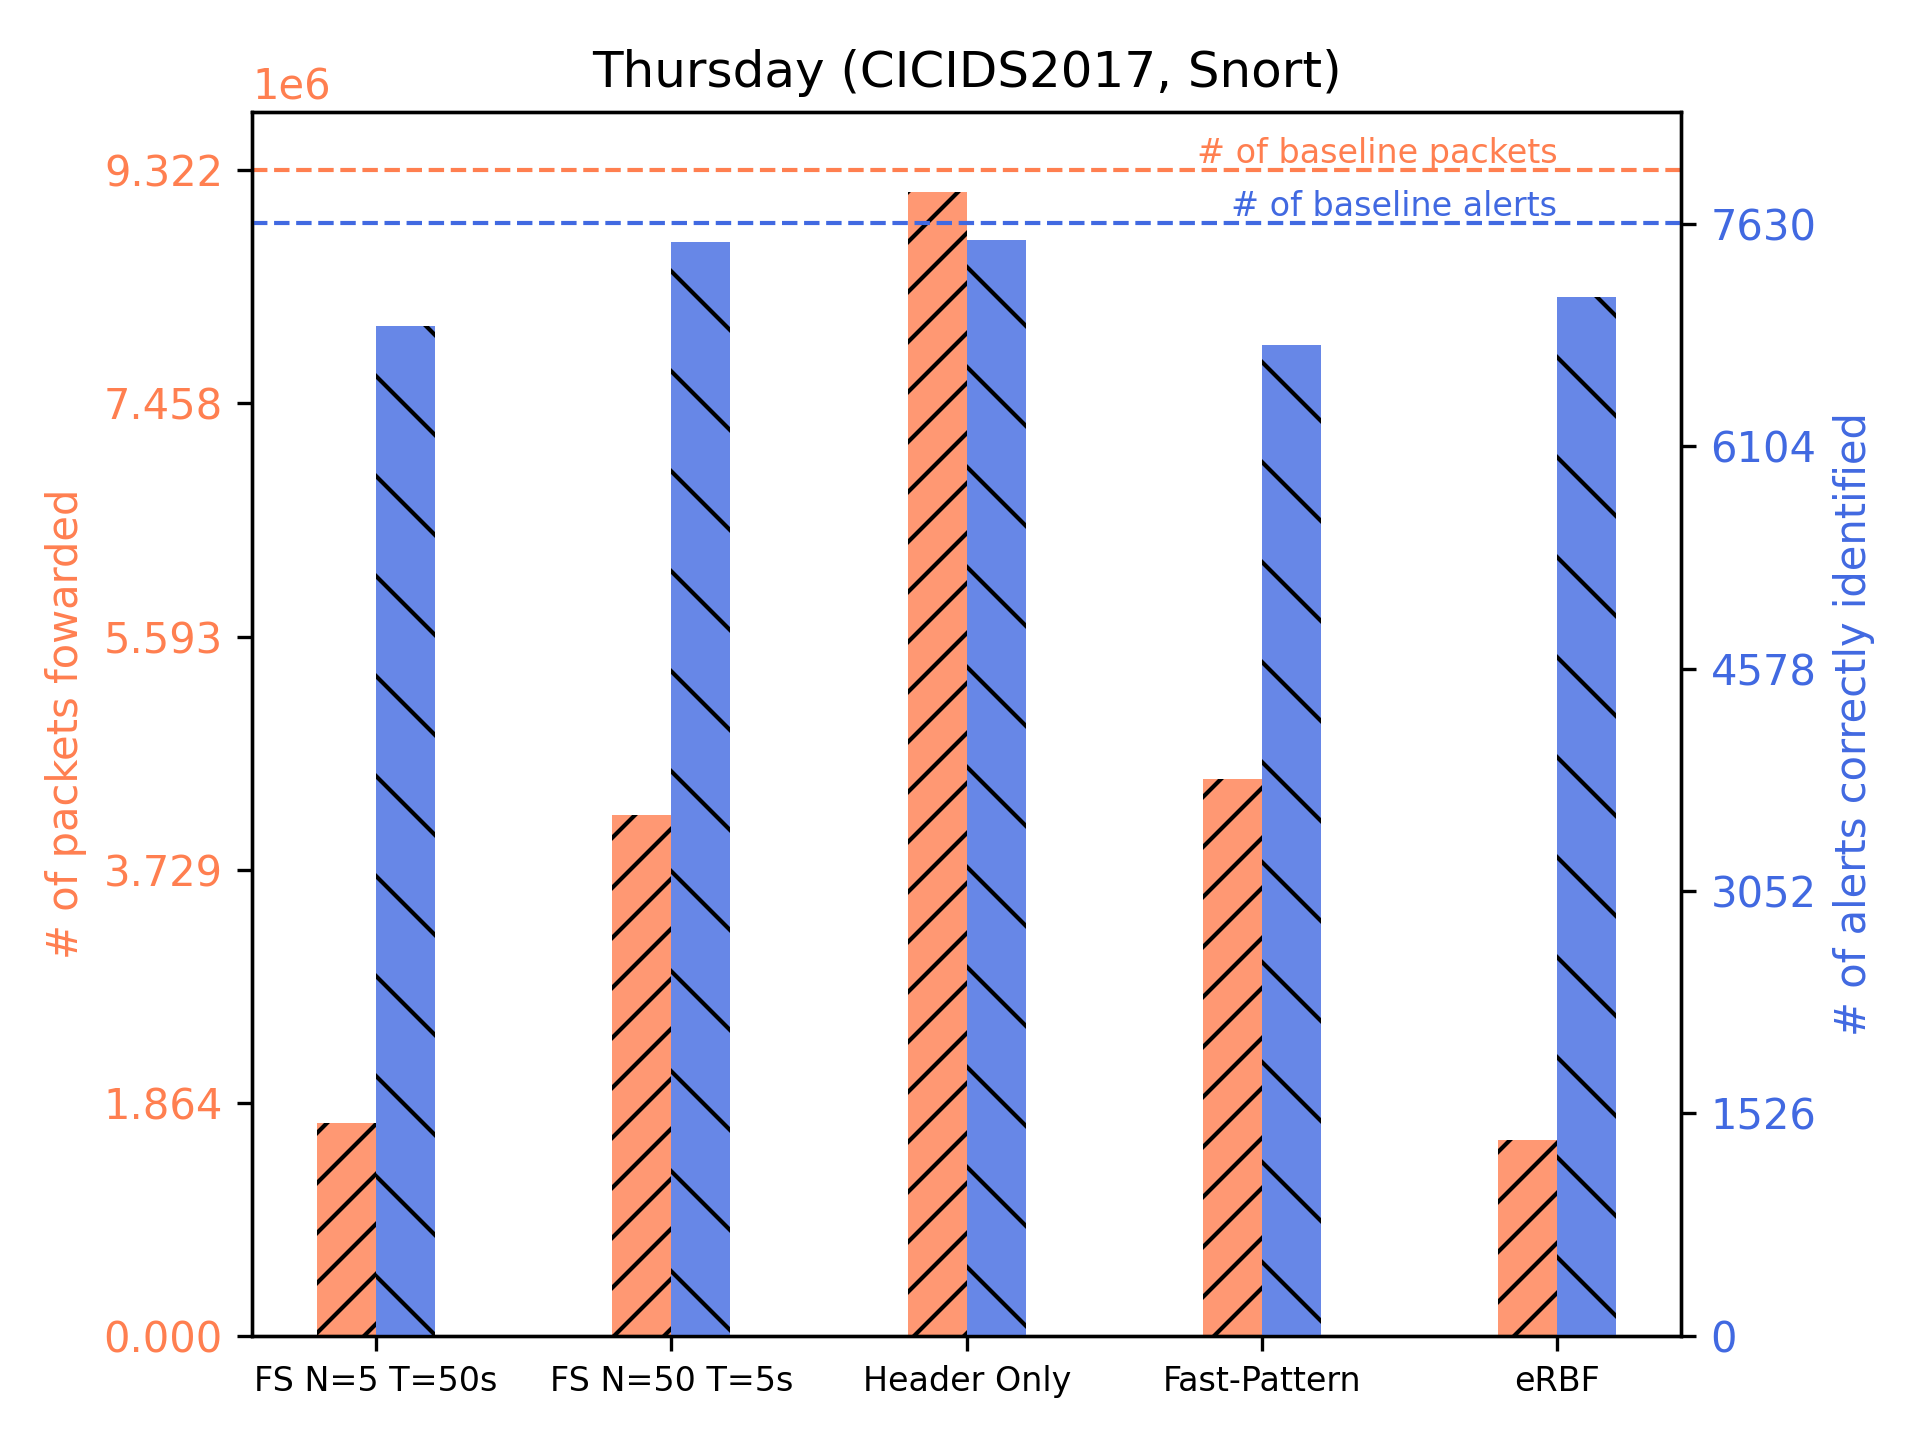 Thursday (CICIDS2017, Snort)
1e6
# of baseline packets
# of baseline alerts
9.322
7.458
5.593
3.729
1.864
0.000
# of packets fowarded
7630
6104
4578
3052
1526
0
# of alerts correctly identified
FS N=5 T=50s
FS N=50 T=5s
Header Only
Fast-Pattern
eRBF